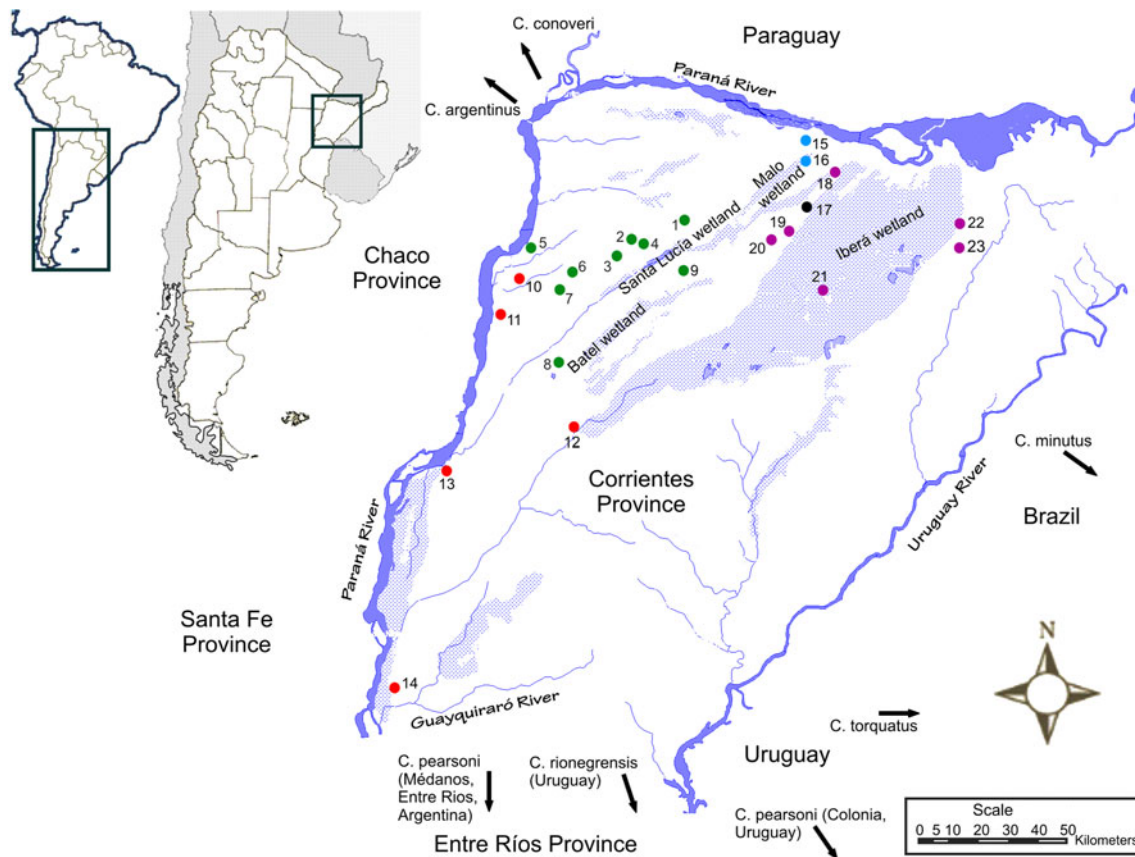 C. conoveri
Paraguay
Paraná River
C. argentinus
15
16
Malo
wetland
18
17
1
Santa Lucía wetland
19
20
Iberá wetland
22
23
2
4
3
5
Chaco
Province
6
7
9
10
11
21
Batel wetland
8
12
13
Corrientes
Province
C. minutus
Uruguay River
Brazil
Paraná River
Santa Fe
Province
N
14
Guayquiraró River
C. torquatus
Uruguay
C. pearsoni
(Médanos,
Entre Rios,
Argentina)
C. rionegrensis
(Uruguay)
C. pearsoni (Colonia,
Uruguay)
Entre Ríos Province
Scale
0 5 10 20 30 40 50
Kilometers